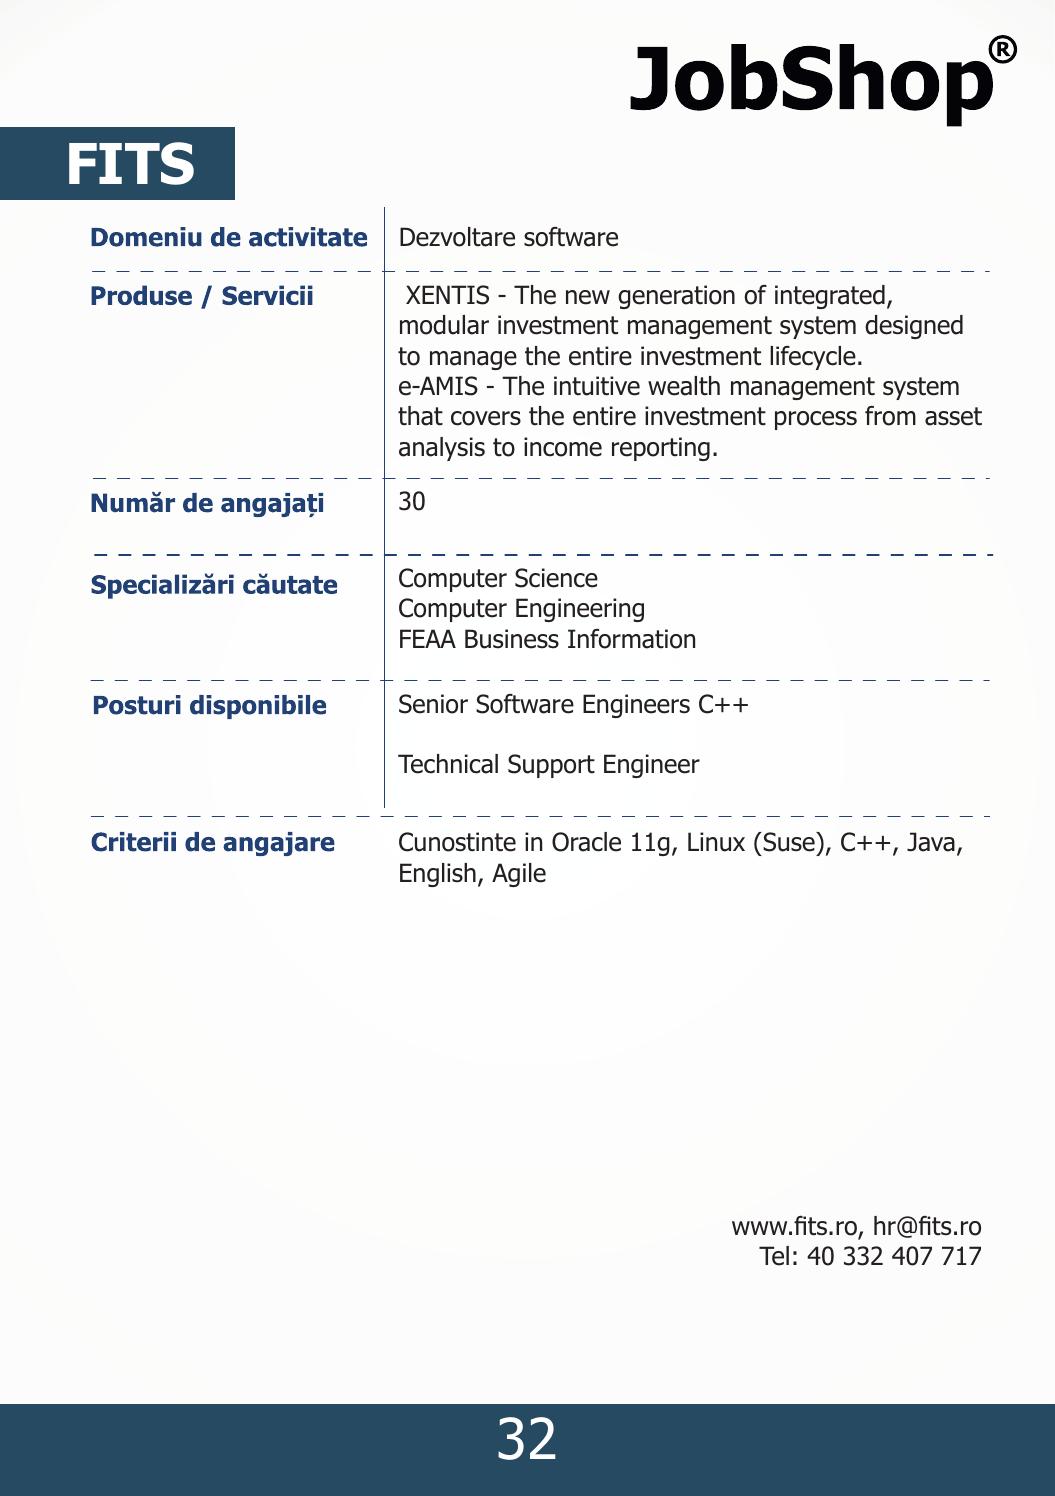 JobShop®
FITS
Domeniu de activitate
Dezvoltare software
Produse / Servicii
XENTIS - The new generation of integrated,
modular investment management system designed
to manage the entire investment lifecycle.
e-AMIS - The intuitive wealth management system
that covers the entire investment process from asset
analysis to income reporting.
Număr de angajați
30
Specializări căutate
Computer Science
Computer Engineering
FEAA Business Information
Posturi disponibile
Senior Software Engineers C++
Technical Support Engineer
Criterii de angajare
Cunostinte in Oracle 11g, Linux (Suse), C++, Java,
English, Agile
www.fits.ro, hr@fits.ro
Tel: 40 332 407 717
32